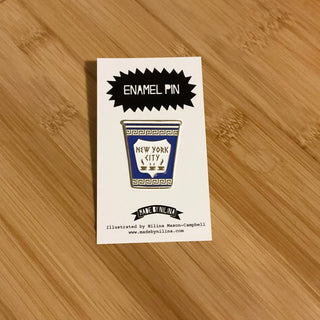 ENAMEL PIN
NEW YORK
CITY
MADE BY NILINA
Illustrated by Nilina Mason-Campbell
www.madebynilina.com